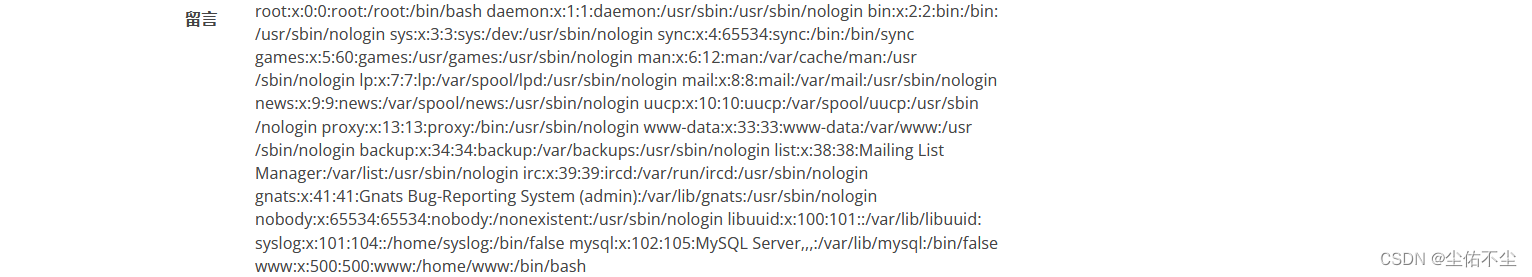 留言
root:x:0:0:root:/root:/bin/bash daemon:x:1:1:daemon:/usr/sbin:/usr/sbin/nologin bin:x:2:2:bin:/bin:
/usr/sbin/nologin sys:x:3:3:sys:/dev:/usr/sbin/nologin sync:x:4:65534:sync:/bin:/bin/sync
games:x:5:60:games:/usr/games:/usr/sbin/nologin man:x:6:12:man:/var/cache/man:/usr
/sbin/nologin lp:x:7:7:lp:/var/spool/lpd:/usr/sbin/nologin mail:x:8:8:mail:/var/mail:/usr/sbin/nologin
news:x:9:9:news:/var/spool/news:/usr/sbin/nologin uucp:x:10:10:uucp:/var/spool/uucp:/usr/sbin
/nologin proxy:x:13:13:proxy:/bin:/usr/sbin/nologin www-data:x:33:33:www-data:/var/www:/usr
/sbin/nologin backup:x:34:34:backup:/var/backups:/usr/sbin/nologin list:x:38:38:Mailing List
Manager:/var/list:/usr/sbin/nologin irc:x:39:39:ircd:/var/run/ircd:/usr/sbin/nologin
gnats:x:41:41:Gnats Bug-Reporting System (admin):/var/lib/gnats:/usr/sbin/nologin
nobody:x:65534:65534:nobody:/nonexistent:/usr/sbin/nologin libuuid:x:100:101::/var/lib/libuuid:
syslog:x:101:104::/home/syslog:/bin/false mysql:x:102:105:MySQL Server,,,:/var/lib/mysql:/bin/false
www:x:500:500:www:/home/www:/bin/bash
CSDN @尘佑不尘